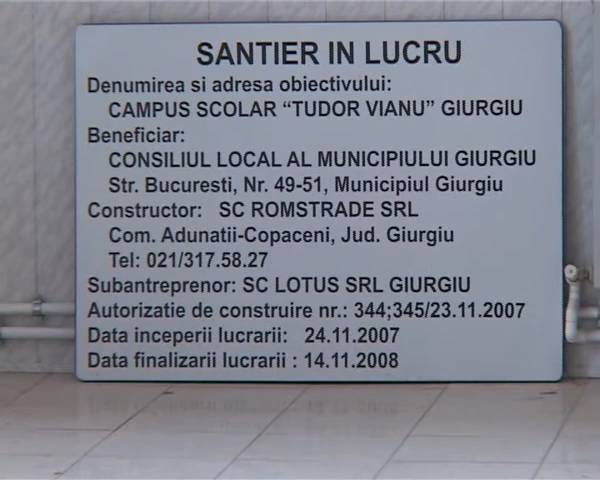 SANTIER IN LUCRU
Denumirea si adresa obiectivului:
CAMPUS SCOLAR “TUDOR VIANU” GIURGIU
Beneficiar:
CONSILIUL LOCAL AL MUNICIPIULUI GIURGIU
Str. Bucuresti, Nr. 49-51, Municipiul Giurgiu
Constructor: SC ROMSTRADE SRL
Com. Adunatii-Copaceni, Jud. Giurgiu
Tel: 021/317.58.27
Subantreprenor: SC LOTUS SRL GIURGIU
Autorizatie de construire nr.: 344;345/23.11.2007
Data inceperii lucrarii: 24.11.2007
Data finalizarii lucrarii : 14.11.2008